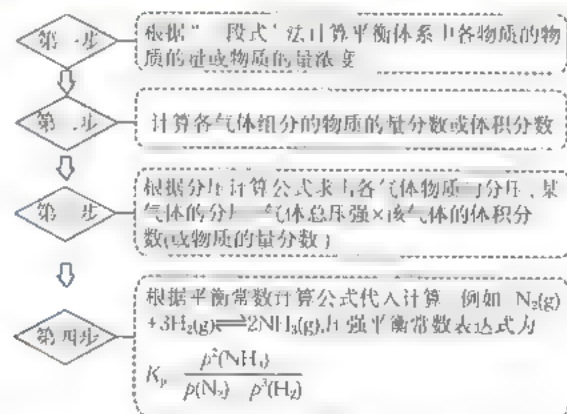 第一步
根据“三段式”法计算平衡体系中各物质的物
质的量或物质的量浓度
第二步
计算各气体组分的物质的量分数或体积分数
第三步
根据分压计算公式求出各气体物质的分压,某
气体的分压=气体总压强×该气体的体积分
数(或物质的量分数)
第四步
根据平衡常数计算公式代入计算 例如 N₂(g)
+3H₂(g)⇌2NH₃(g),压强平衡常数表达式为
Kₚ p²(NH₃)
p(N₂) p³(H₂)